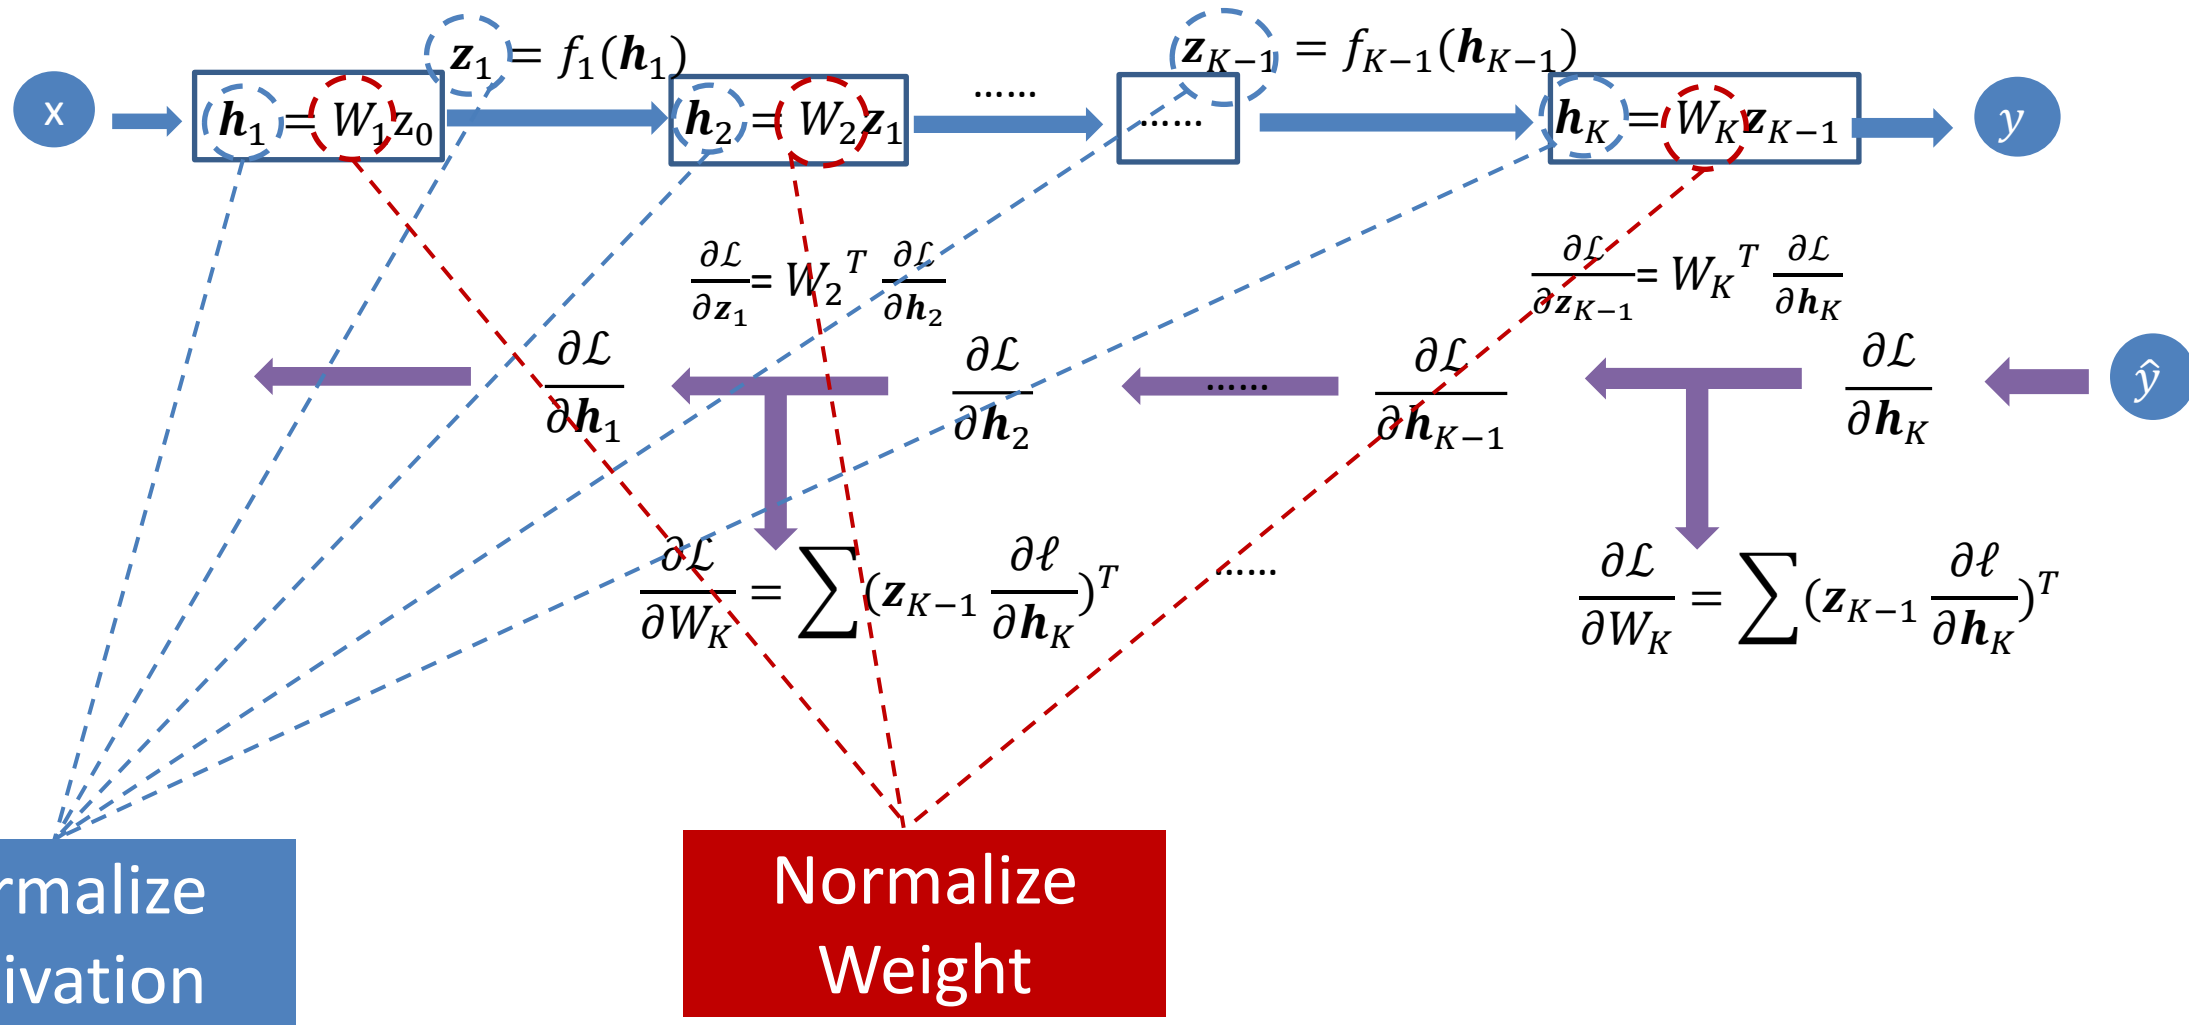 z₁ = f₁(h₁)
z_{K−1} = f_{K−1}(h_{K−1})
x
h₁ = W₁z₀
h₂ = W₂z₁
......
......
h_K = W_K z_{K−1}
y
∂ℒ/∂z₁ = W₂ᵀ ∂ℒ/∂h₂
∂ℒ/∂z_{K−1} = W_Kᵀ ∂ℒ/∂h_K
∂ℒ/∂h₁
∂ℒ/∂h₂
......
∂ℒ/∂h_{K−1}
∂ℒ/∂h_K
ŷ
∂ℒ/∂W_K = ∑(z_{K−1} ∂ℓ/∂h_K)ᵀ
......
∂ℒ/∂W_K = ∑(z_{K−1} ∂ℓ/∂h_K)ᵀ
rmalize
ivation
Normalize
Weight